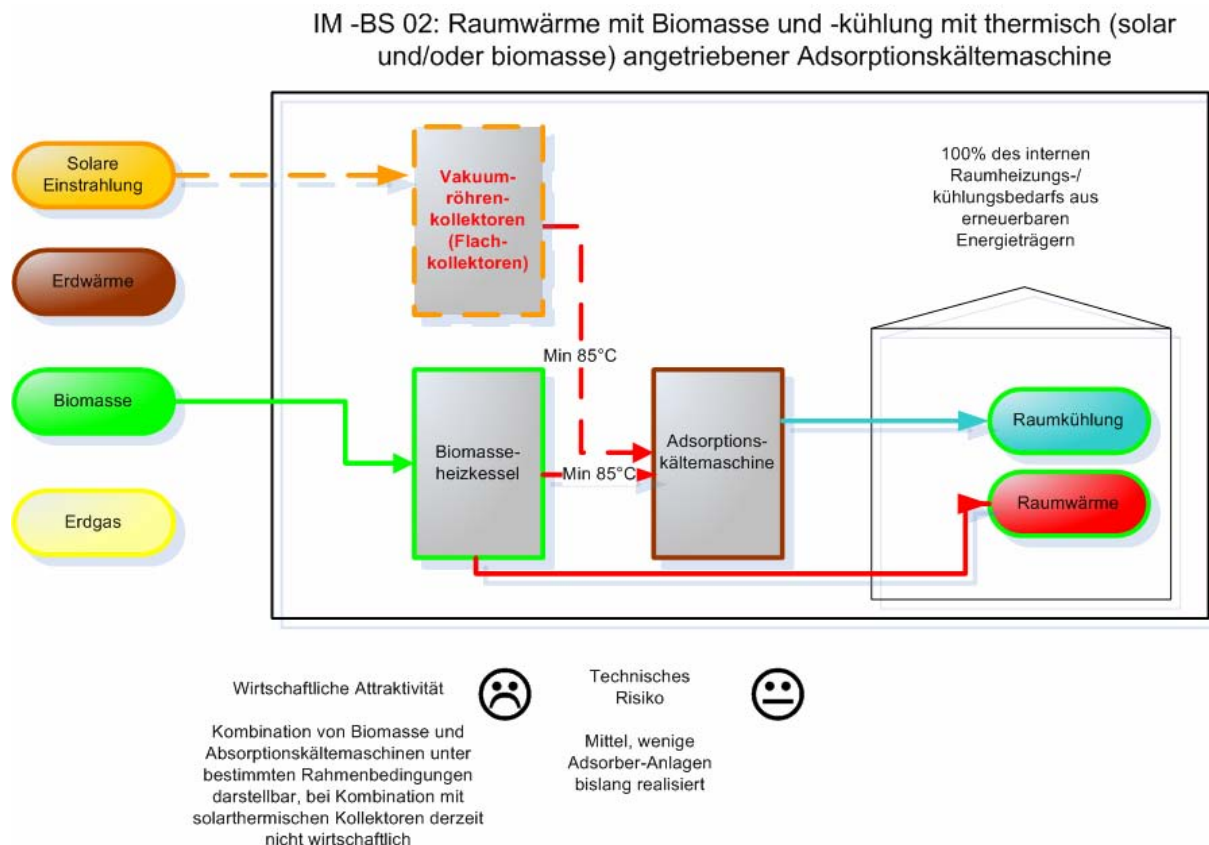 IM -BS 02: Raumwärme mit Biomasse und -kühlung mit thermisch (solar
und/oder biomasse) angetriebener Adsorptionskältemaschine
Solare
Einstrahlung
Vakuum-
röhren-
kollektoren
(Flach-
kollektoren)
100% des internen
Raumheizungs-/
kühlungsbedarfs aus
erneuerbaren
Energieträgern
Erdwärme
Min 85°C
Biomasse
Biomasse-
heizkessel
Min 85°C
Adsorptions-
kältemaschine
Raumkühlung
Raumwärme
Erdgas
Wirtschaftliche Attraktivität
Kombination von Biomasse und
Absorptionskältemaschinen unter
bestimmten Rahmenbedingungen
darstellbar, bei Kombination mit
solarthermischen Kollektoren derzeit
nicht wirtschaftlich
Technisches
Risiko
Mittel, wenige
Adsorber-Anlagen
bislang realisiert